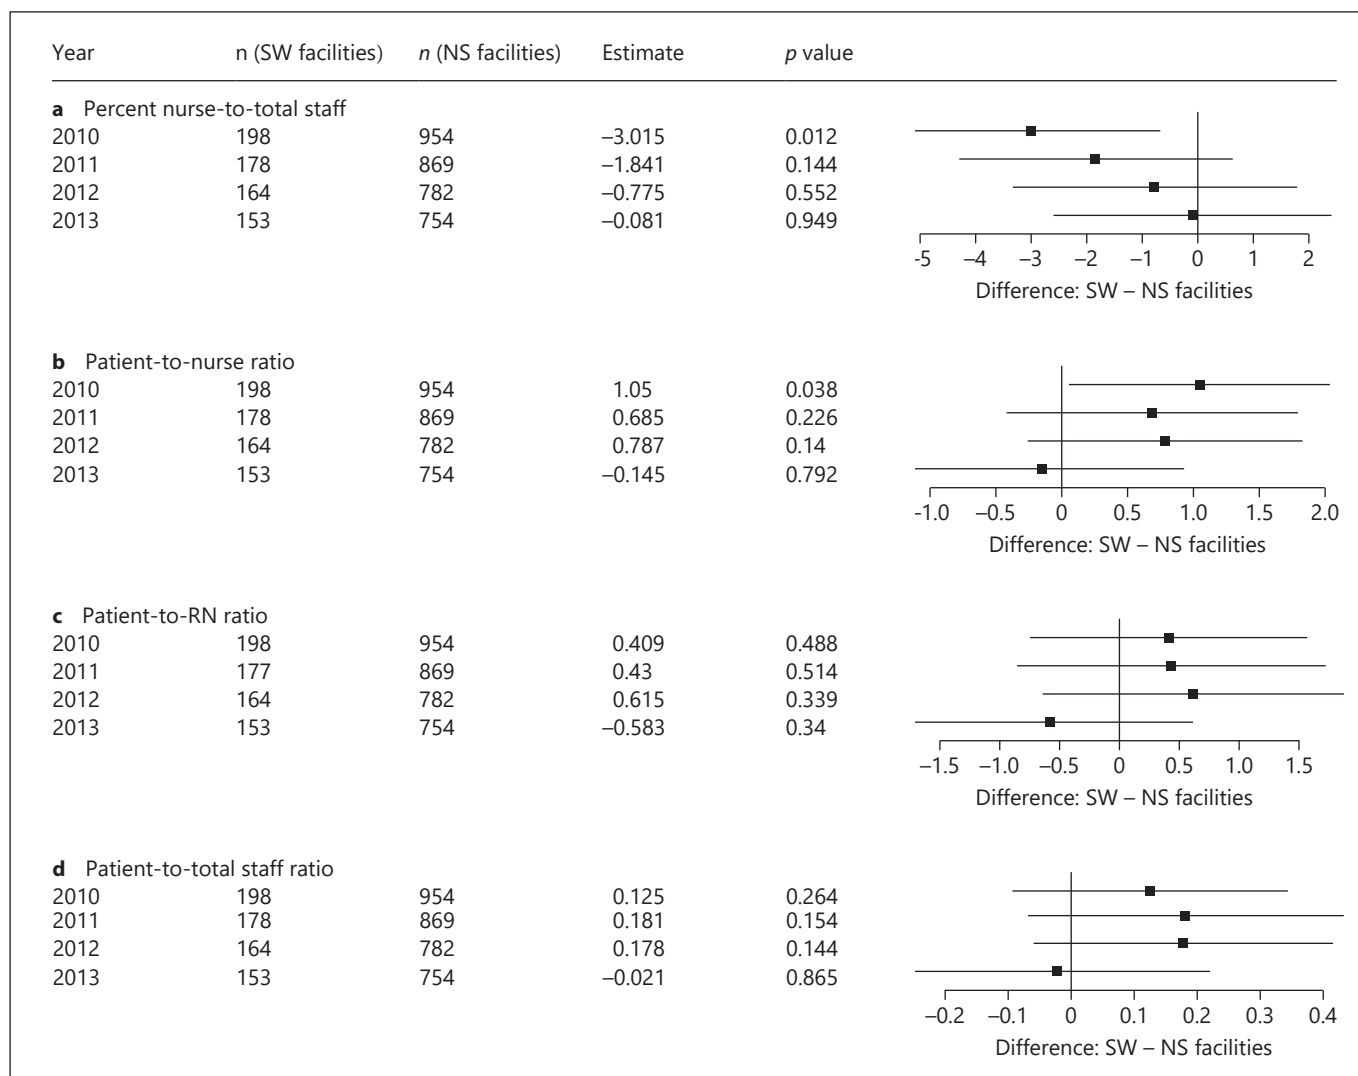 Year n (SW facilities) n (NS facilities) Estimate p value
a Percent nurse-to-total staff
2010 198 954 –3.015 0.012
2011 178 869 –1.841 0.144
2012 164 782 –0.775 0.552
2013 153 754 –0.081 0.949
-5 –4 –3 –2 –1 0 1 2
Difference: SW – NS facilities
b Patient-to-nurse ratio
2010 198 954 1.05 0.038
2011 178 869 0.685 0.226
2012 164 782 0.787 0.14
2013 153 754 –0.145 0.792
-1.0 –0.5 0 0.5 1.0 1.5 2.0
Difference: SW – NS facilities
c Patient-to-RN ratio
2010 198 954 0.409 0.488
2011 177 869 0.43 0.514
2012 164 782 0.615 0.339
2013 153 754 –0.583 0.34
–1.5 –1.0 –0.5 0 0.5 1.0 1.5
Difference: SW – NS facilities
d Patient-to-total staff ratio
2010 198 954 0.125 0.264
2011 178 869 0.181 0.154
2012 164 782 0.178 0.144
2013 153 754 –0.021 0.865
–0.2 –0.1 0 0.1 0.2 0.3 0.4
Difference: SW – NS facilities